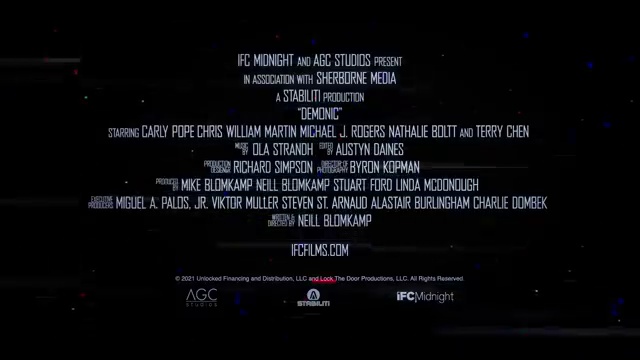 IFC MIDNIGHT AND AGC STUDIOS PRESENT
IN ASSOCIATION WITH SHERBORNE MEDIA
A STABILITI PRODUCTION
"DEMONIC"
STARRING CARLY POPE CHRIS WILLIAM MARTIN MICHAEL J. ROGERS NATHALIE BOLTT AND TERRY CHEN
MUSIC BY OLA STRANDH EDITED BY AUSTYN DAINES
PRODUCTION DESIGNER RICHARD SIMPSON DIRECTOR OF PHOTOGRAPHY BYRON KOPMAN
PRODUCED BY MIKE BLOMKAMP NEILL BLOMKAMP STUART FORD LINDA MCDONOUGH
EXECUTIVE PRODUCERS MIGUEL A. PALOS, JR. VIKTOR MULLER STEVEN ST. ARNAUD ALASTAIR BURLINGHAM CHARLIE DOMBEK
WRITTEN & DIRECTED BY NEILL BLOMKAMP
IFCFILMS.COM
© 2021 Unlocked Financing and Distribution, LLC and Lock The Door Productions, LLC. All Rights Reserved.
AGC STUDIOS STABILITI IFC Midnight